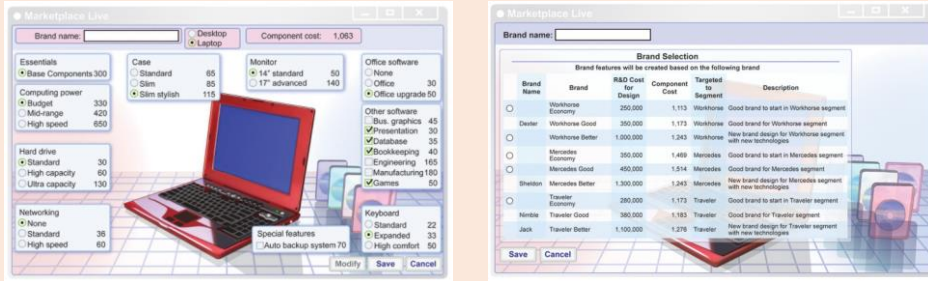 Marketplace Live
Brand name:
Desktop
Laptop
Component cost: 1,063
Essentials
Base Components 300
Computing power
Budget 330
Mid-range 420
High speed 650
Hard drive
Standard 30
High capacity 60
Ultra capacity 130
Networking
None
Standard 36
High speed 60
Case
Standard 65
Slim 85
Slim stylish 115
Monitor
14" standard 50
17" advanced 140
Office software
None
Office 30
Office upgrade 50
Other software
Bus. graphics 45
Presentation 30
Database 35
Bookkeeping 40
Engineering 165
Manufacturing 180
Games 50
Special features
Auto backup system 70
Keyboard
Standard 22
Expanded 33
High comfort 50
Modify Save Cancel
Marketplace Live
Brand name:
Brand Selection
Brand features will be created based on the following brand
Brand Name Brand R&D Cost for Design Component Cost Targeted to Segment Description
Workhorse Economy 250,000 1,113 Workhorse Good brand to start in Workhorse segment
Dexter Workhorse Good 350,000 1,173 Workhorse Good brand for Workhorse segment
Workhorse Better 1,000,000 1,243 Workhorse New brand design for Workhorse segment with new technologies
Mercedes Economy 350,000 1,469 Mercedes Good brand to start in Mercedes segment
Mercedes Good 450,000 1,514 Mercedes Good brand for Mercedes segment
Sheldon Mercedes Better 1,300,000 1,243 Mercedes New brand design for Mercedes segment with new technologies
Traveler Economy 280,000 1,173 Traveler Good brand to start in Traveler segment
Nimble Traveler Good 380,000 1,183 Traveler Good brand for Traveler segment
Jack Traveler Better 1,100,000 1,276 Traveler New brand design for Traveler segment with new technologies
Save Cancel